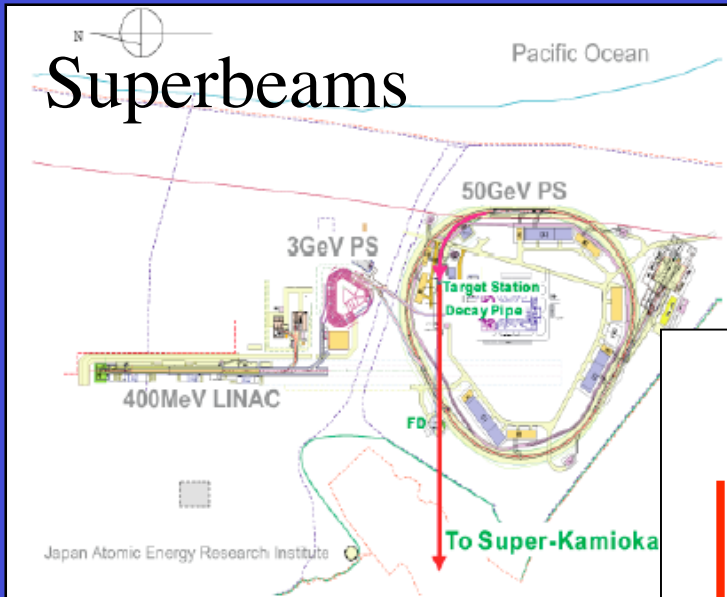 N
Pacific Ocean
Superbeams
50GeV PS
3GeV PS
Target Station
Decay Pipe
400MeV LINAC
FD
To Super-Kamioka
Japan Atomic Energy Research Institute